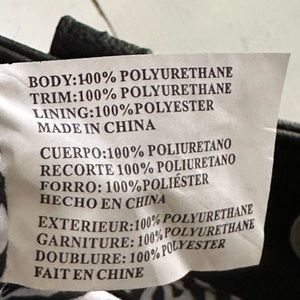 BODY:100% POLYURETHANE
TRIM:100% POLYURETHANE
LINING:100% POLYESTER
MADE IN CHINA
CUERPO:100% POLIURETANO
RECORTE 100% POLIURETANO
FORRO: 100%POLIÉSTER
HECHO EN CHINA
EXTERIEUR:100% POLYURETHANE
GARNITURE: 100% POLYURETHANE
DOUBLURE: 100% POLYESTER
FAIT EN CHINE